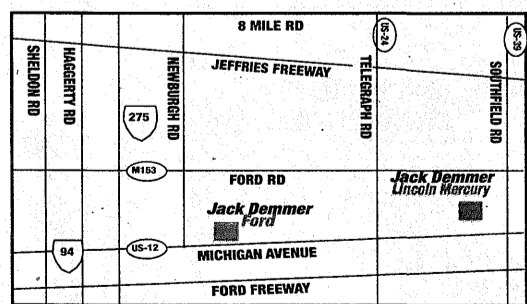 8 MILE RD
US-24
US-39
SHELDON RD
HAGGERTY RD
NEWBURGH RD
JEFFRIES FREEWAY
TELEGRAPH RD
SOUTHFIELD RD
275
M153
FORD RD
Jack Demmer
Lincoln Mercury
Jack Demmer
Ford
94
US-12
MICHIGAN AVENUE
FORD FREEWAY